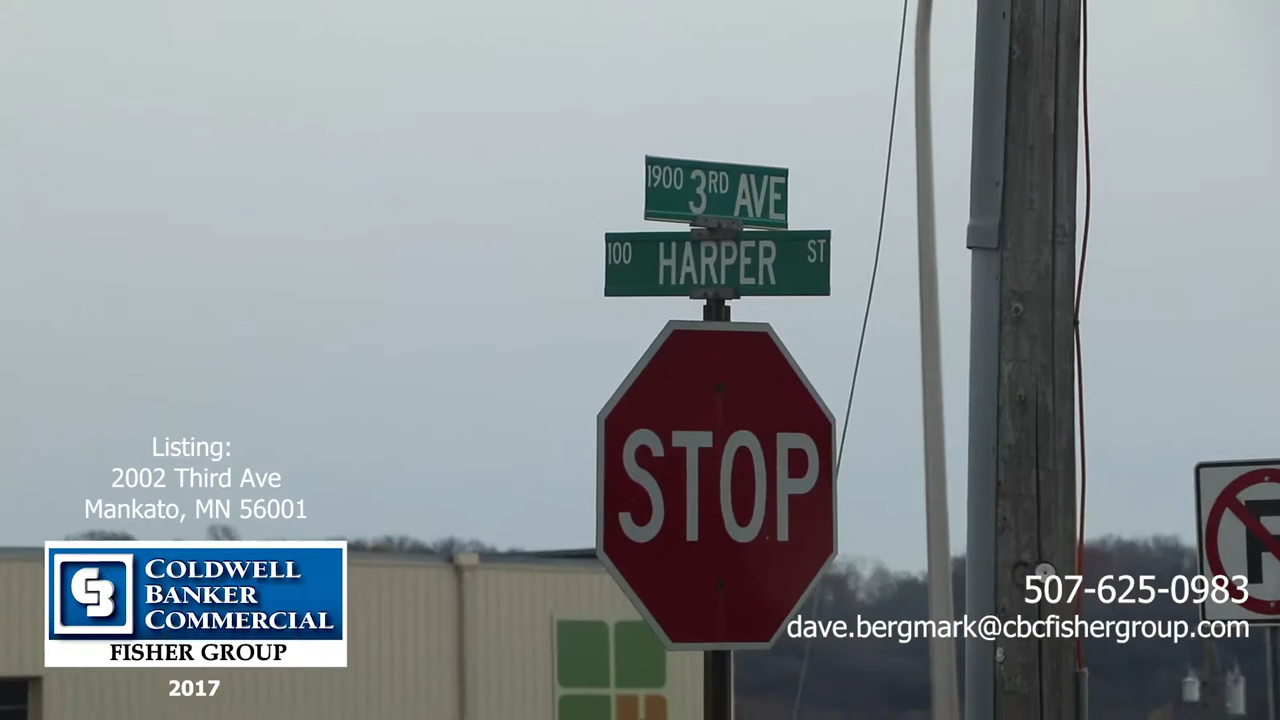 1900 3RD AVE
100 HARPER ST
STOP
Listing:
2002 Third Ave
Mankato, MN 56001
COLDWELL
BANKER
COMMERCIAL
FISHER GROUP
2017
507-625-0983
dave.bergmark@cbcfishergroup.com